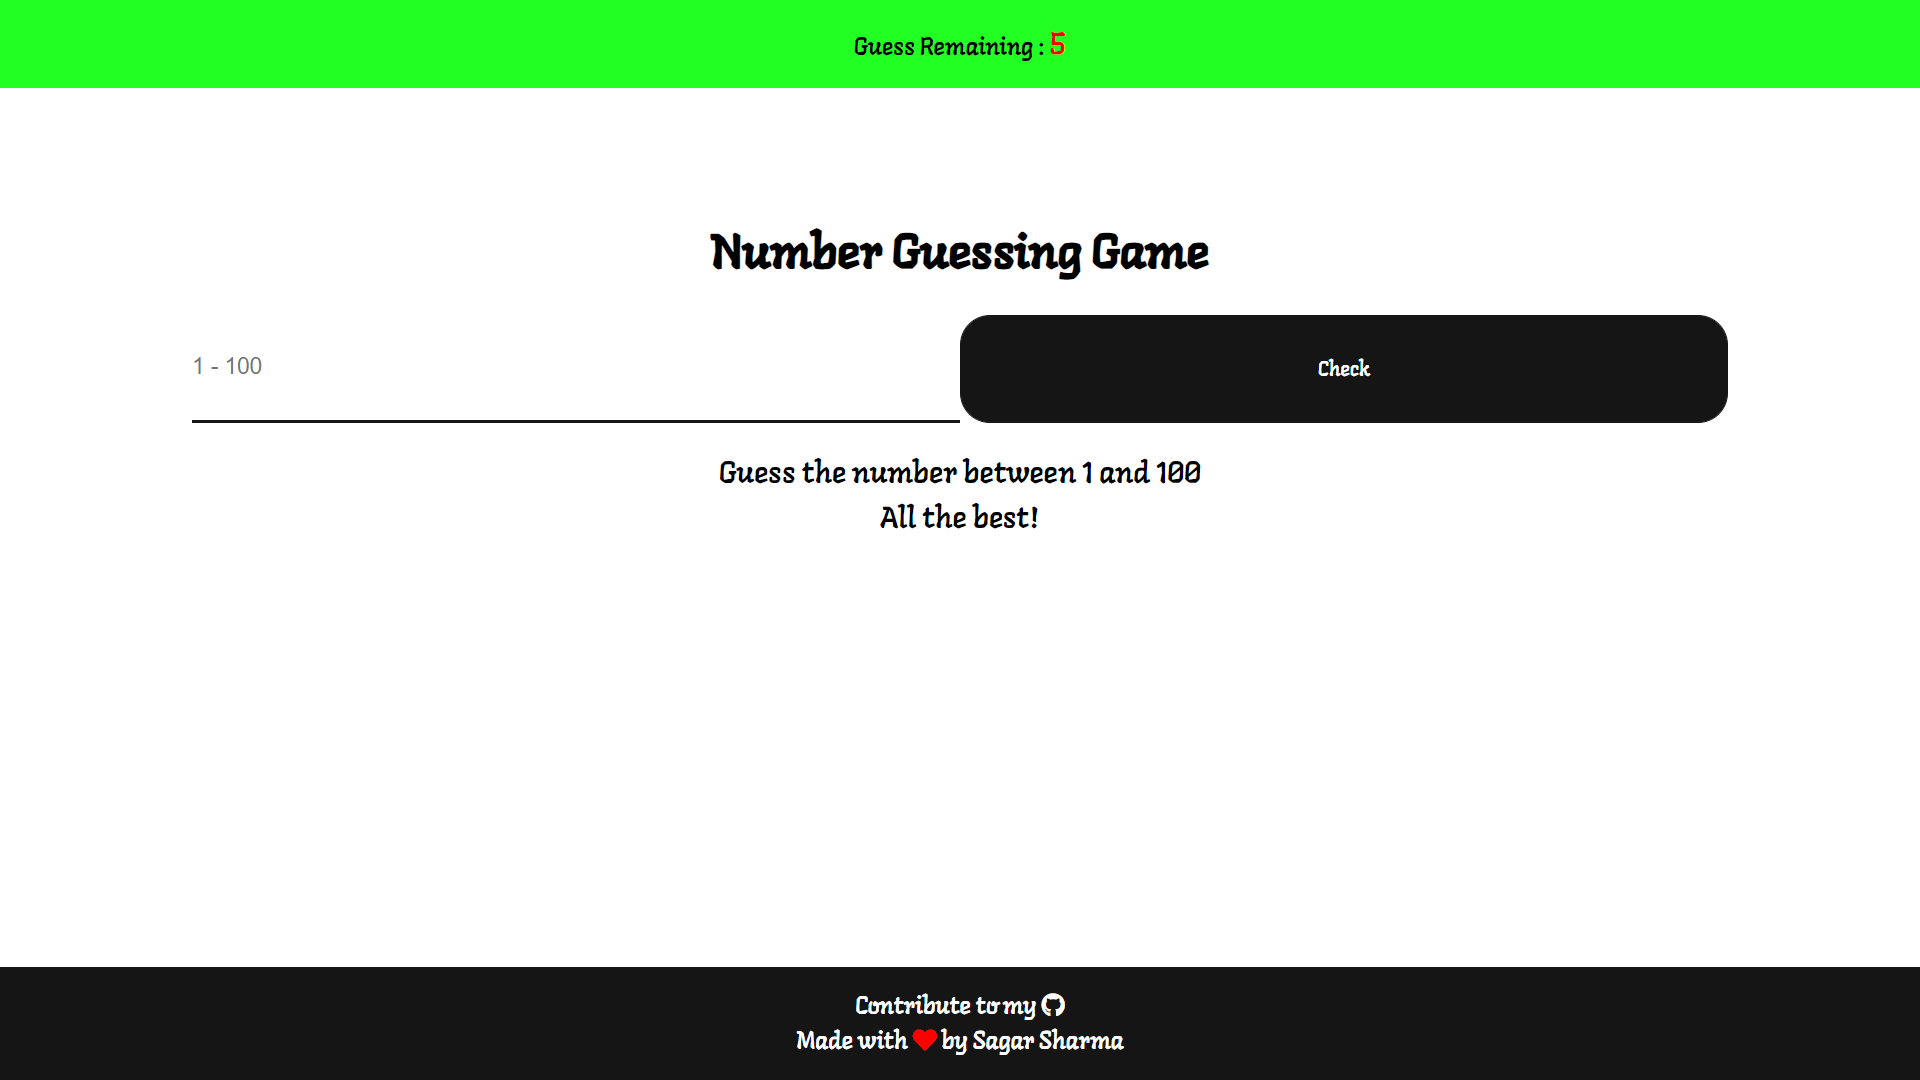 Guess Remaining : 5
Number Guessing Game
1 - 100
Check
Guess the number between 1 and 100
All the best!
Contribute to my
Made with by Sagar Sharma